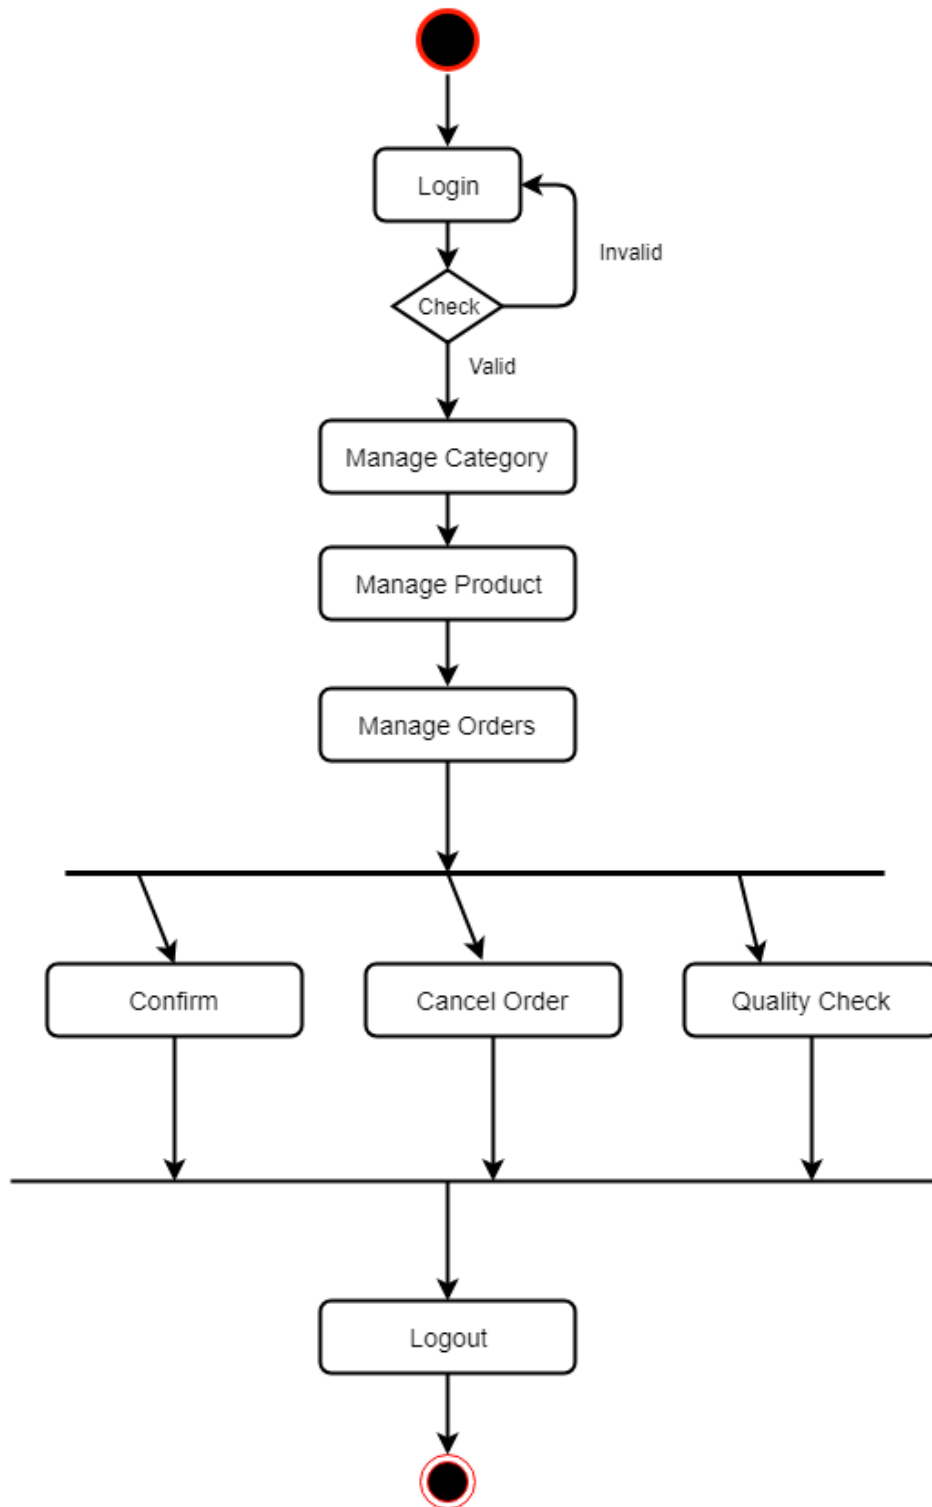 Login
Invalid
Check
Valid
Manage Category
Manage Product
Manage Orders
Confirm
Cancel Order
Quality Check
Logout